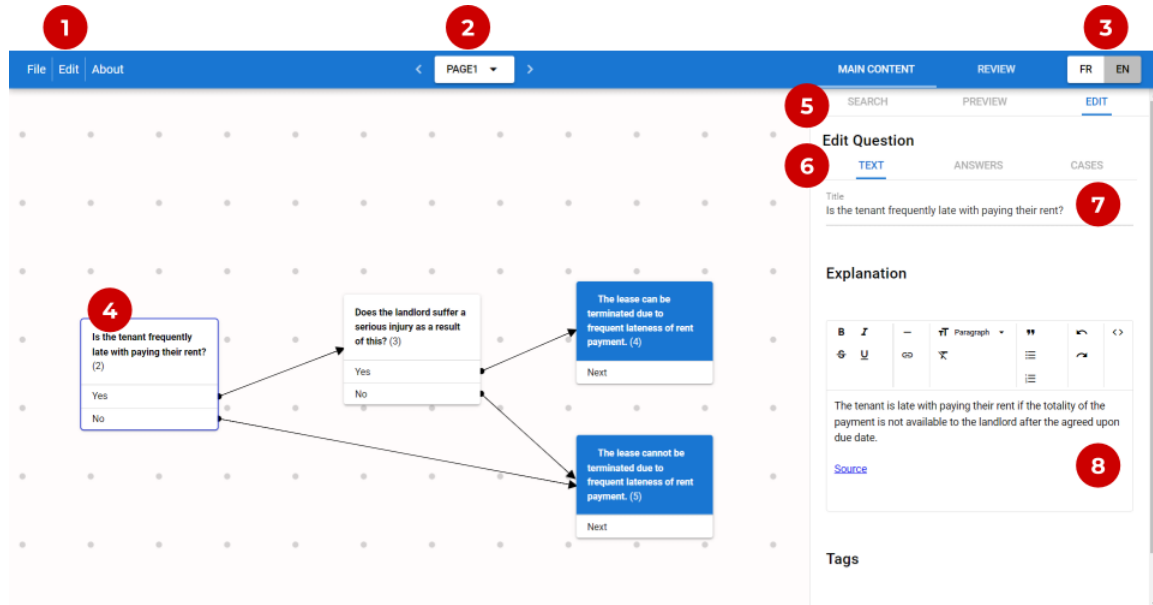 1
2
3
File Edit About
PAGE1
MAIN CONTENT REVIEW
FR EN
5
SEARCH PREVIEW EDIT
Edit Question
6
TEXT ANSWERS CASES
Title
Is the tenant frequently late with paying their rent?
7
Explanation
4
Is the tenant frequently
late with paying their rent?
(2)
Yes
No
Does the landlord suffer a
serious injury as a result
of this? (3)
Yes
No
The lease can be
terminated due to
frequent lateness of rent
payment. (4)
Next
The lease cannot be
terminated due to
frequent lateness of rent
payment. (5)
Next
B I Paragraph <>
S U
The tenant is late with paying their rent if the totality of the
payment is not available to the landlord after the agreed upon
due date.
Source
8
Tags